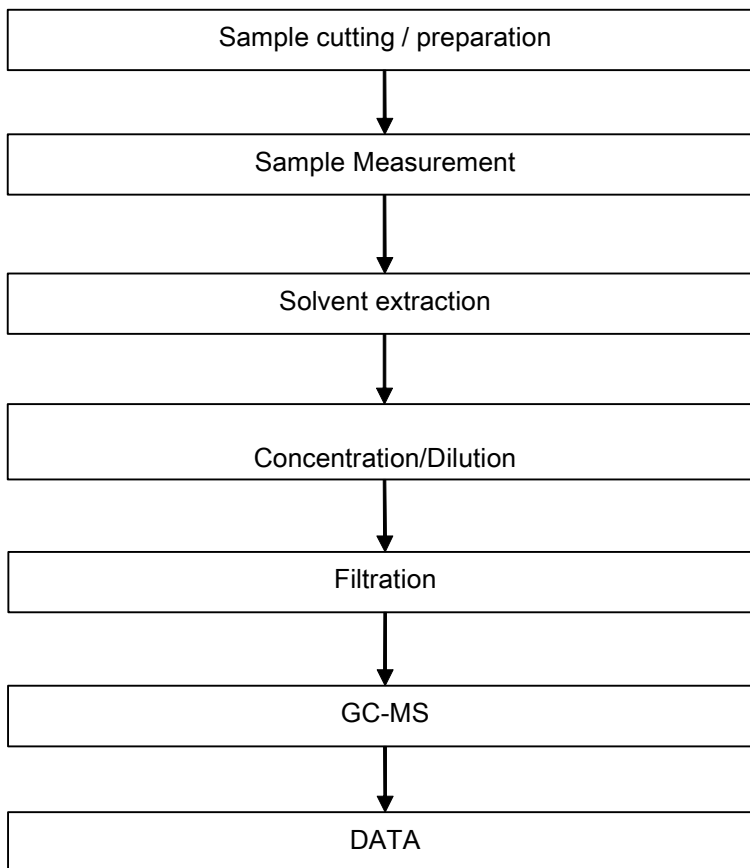 Sample cutting / preparation
Sample Measurement
Solvent extraction
Concentration/Dilution
Filtration
GC-MS
DATA